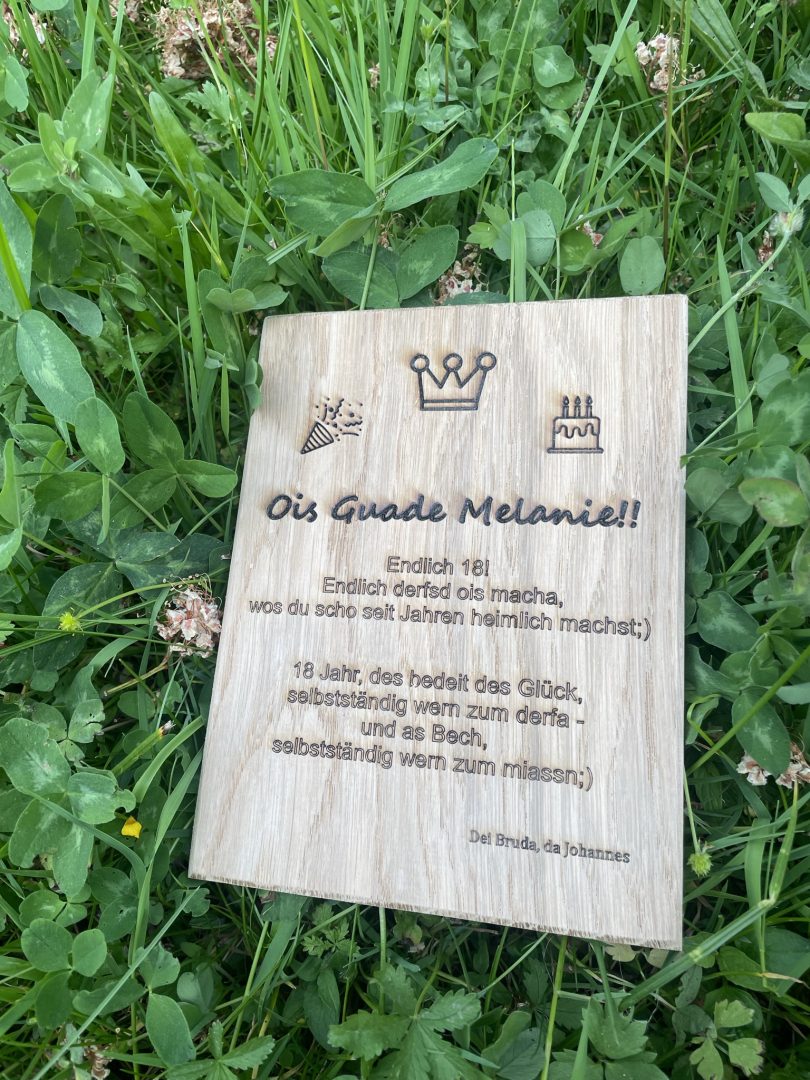 Ois Guade Melanie!!
Endlich 18!
Endlich derfsd ois macha,
wos du scho seit Jahren heimlich machst;)
18 Jahr, des bedeit des Glück,
selbstständig wern zum derfa -
und as Bech,
selbstständig wern zum miassn;)
Dei Bruda, da Johannes